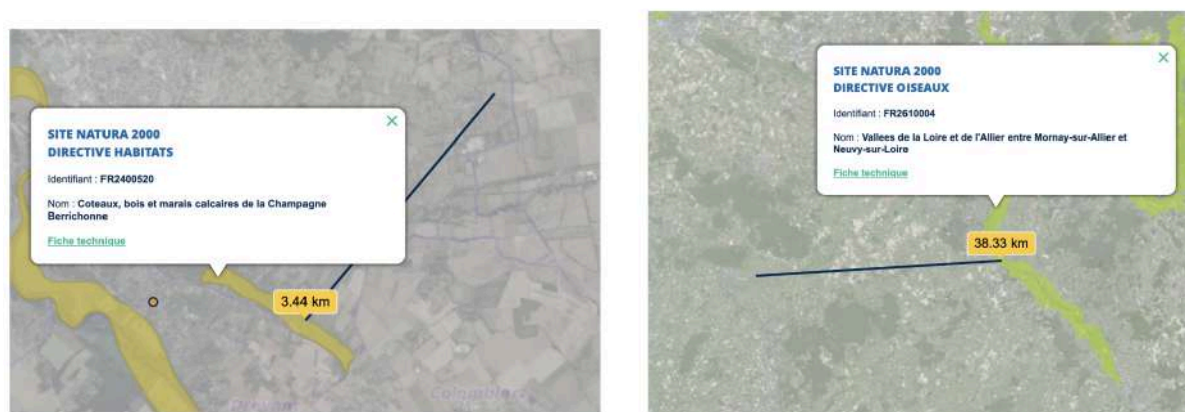 SITE NATURA 2000
DIRECTIVE HABITATS
Identifiant : FR2400520
Nom : Coteaux, bois et marais calcaires de la Champagne
Berrichonne
Fiche technique
3.44 km
Drevant
Colombiers
SITE NATURA 2000
DIRECTIVE OISEAUX
Identifiant : FR2610004
Nom : Vallees de la Loire et de l'Allier entre Mornay-sur-Allier et
Neuvy-sur-Loire
Fiche technique
38.33 km